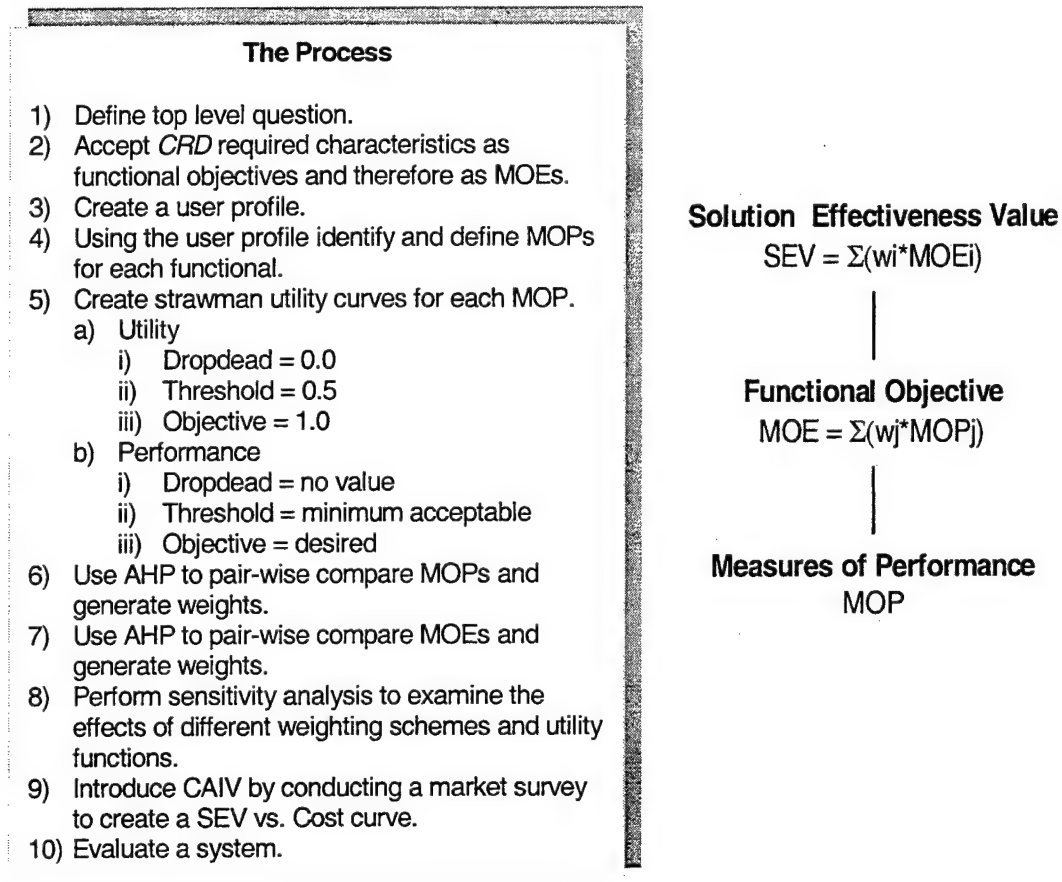 The Process
1) Define top level question.
2) Accept CRD required characteristics as
functional objectives and therefore as MOEs.
3) Create a user profile.
4) Using the user profile identify and define MOPs
for each functional.
5) Create strawman utility curves for each MOP.
a) Utility
i) Dropdead = 0.0
ii) Threshold = 0.5
iii) Objective = 1.0
b) Performance
i) Dropdead = no value
ii) Threshold = minimum acceptable
iii) Objective = desired
6) Use AHP to pair-wise compare MOPs and
generate weights.
7) Use AHP to pair-wise compare MOEs and
generate weights.
8) Perform sensitivity analysis to examine the
effects of different weighting schemes and utility
functions.
9) Introduce CAIV by conducting a market survey
to create a SEV vs. Cost curve.
10) Evaluate a system.
Solution Effectiveness Value
SEV = Σ(wi*MOEi)
Functional Objective
MOE = Σ(wj*MOPj)
Measures of Performance
MOP